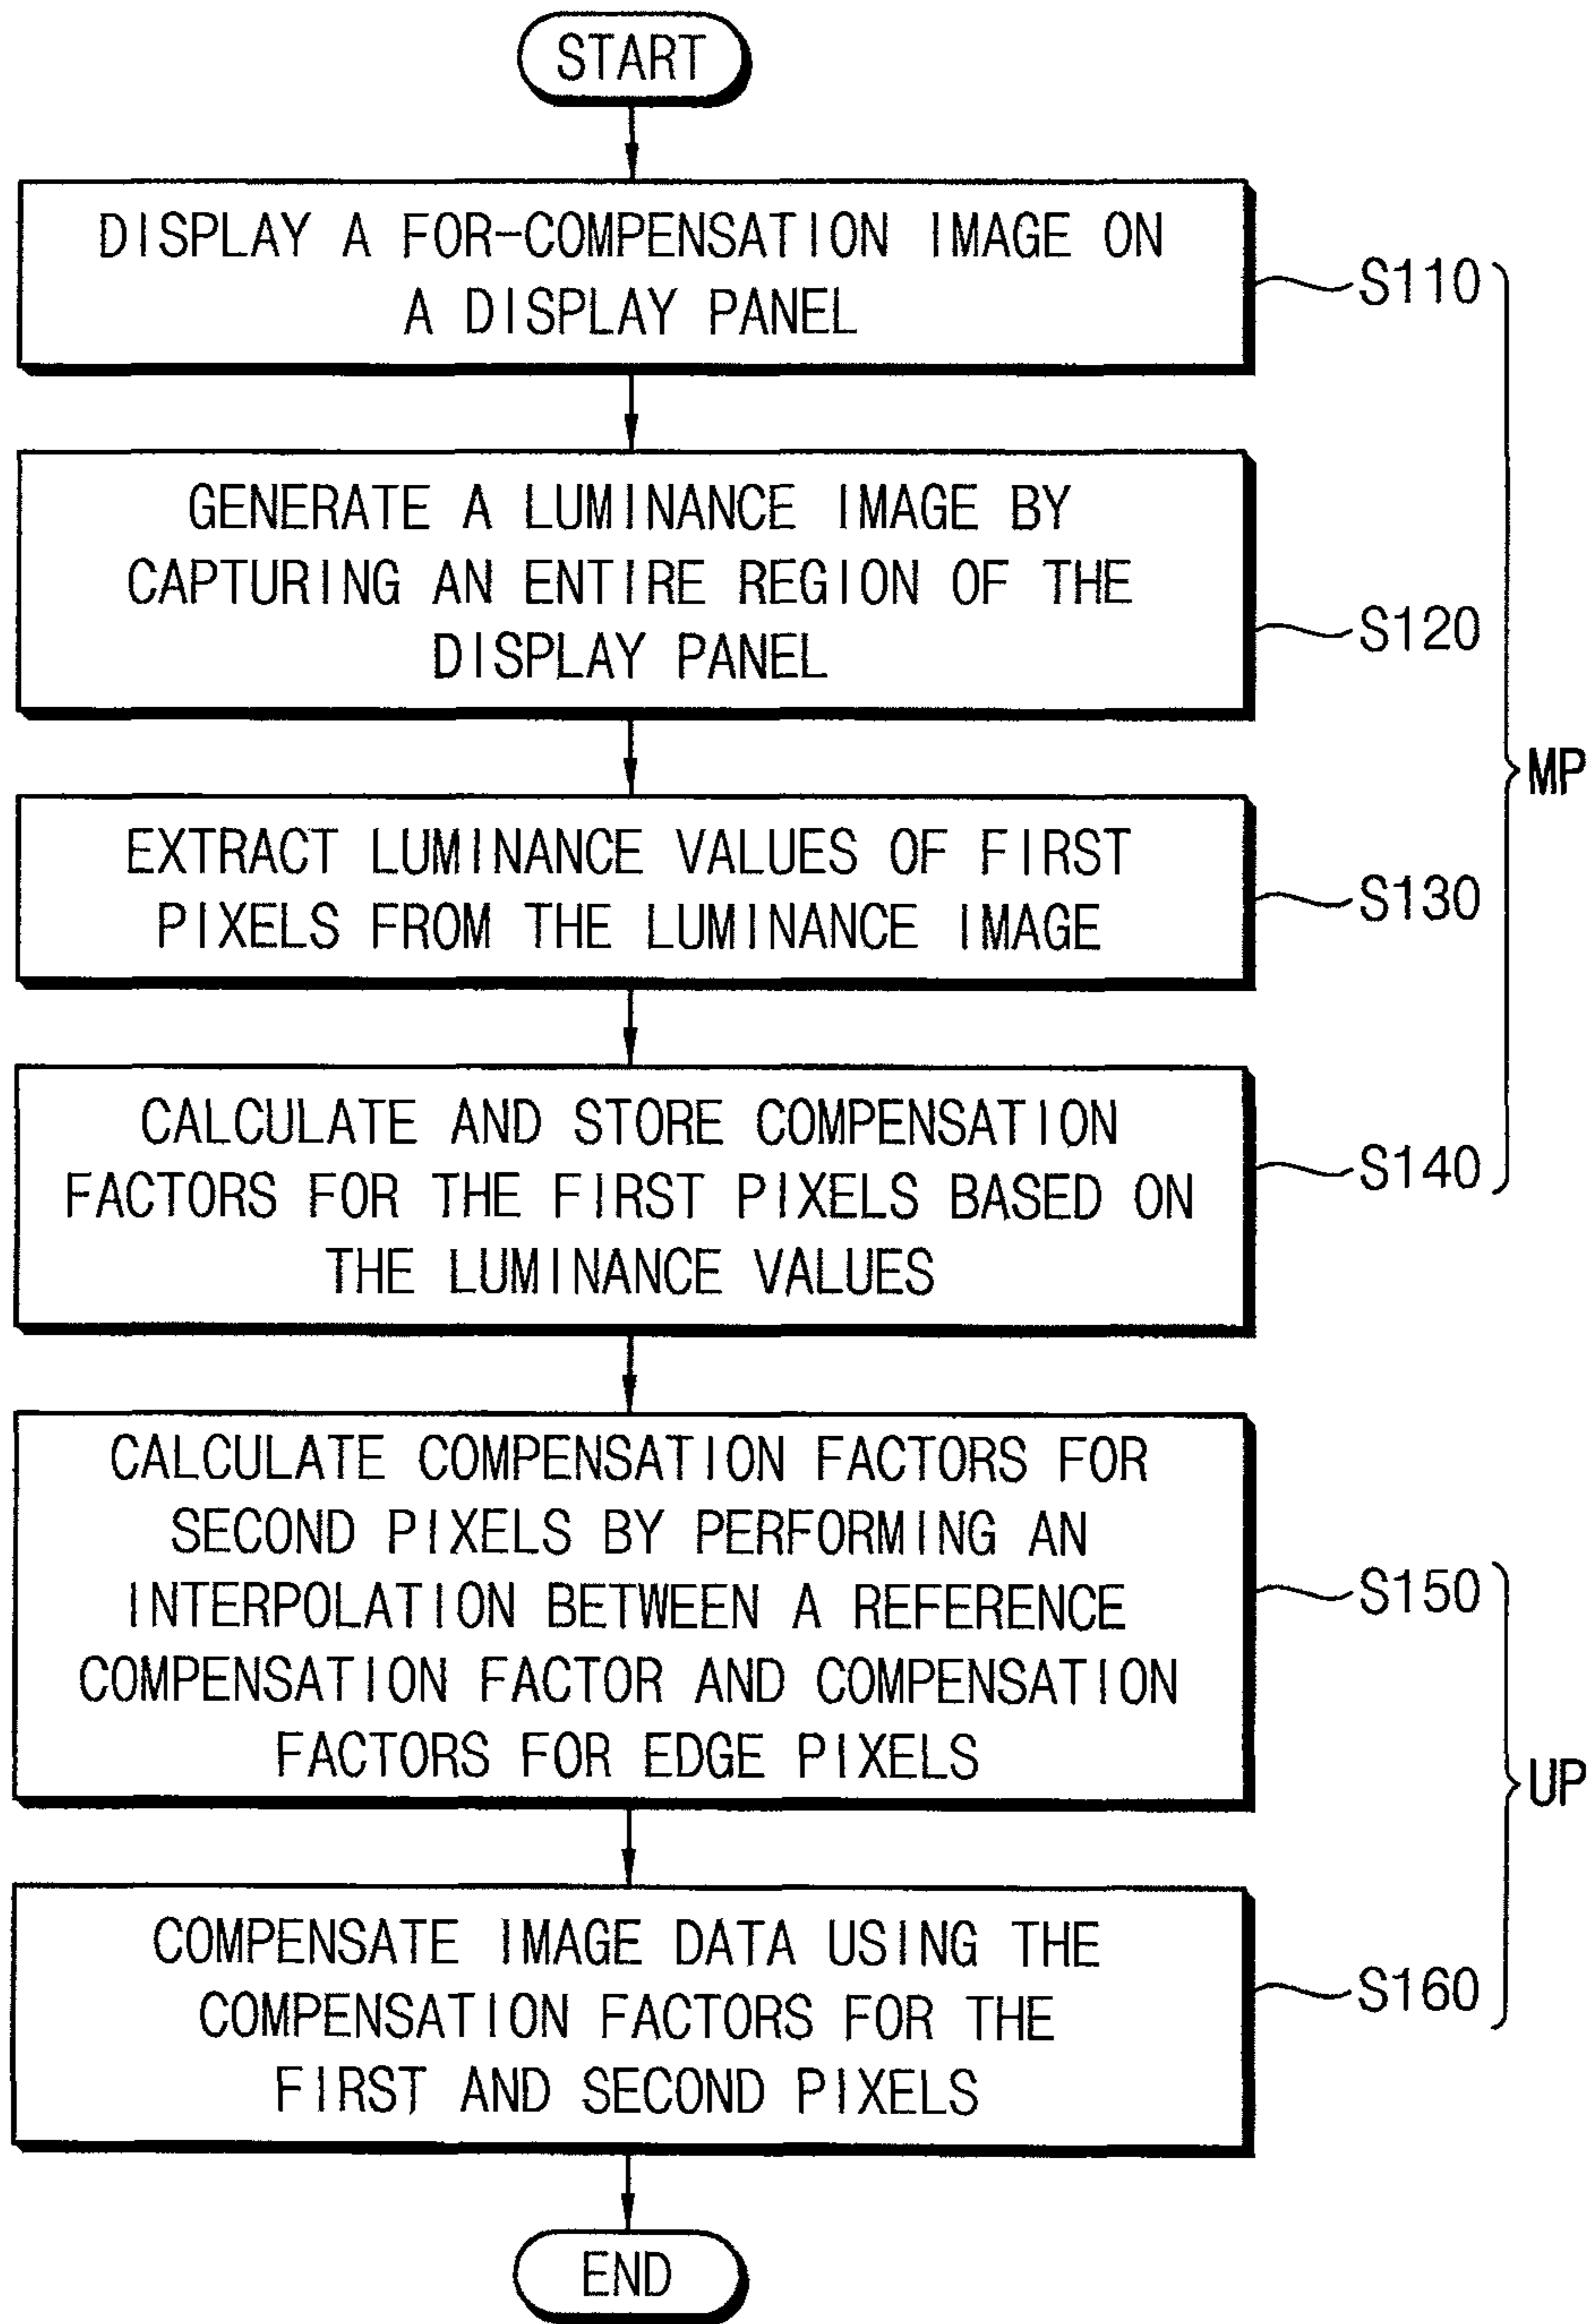 START
DISPLAY A FOR-COMPENSATION IMAGE ON
A DISPLAY PANEL
S110
GENERATE A LUMINANCE IMAGE BY
CAPTURING AN ENTIRE REGION OF THE
DISPLAY PANEL
S120
MP
EXTRACT LUMINANCE VALUES OF FIRST
PIXELS FROM THE LUMINANCE IMAGE
S130
CALCULATE AND STORE COMPENSATION
FACTORS FOR THE FIRST PIXELS BASED ON
THE LUMINANCE VALUES
S140
CALCULATE COMPENSATION FACTORS FOR
SECOND PIXELS BY PERFORMING AN
INTERPOLATION BETWEEN A REFERENCE
COMPENSATION FACTOR AND COMPENSATION
FACTORS FOR EDGE PIXELS
S150
UP
COMPENSATE IMAGE DATA USING THE
COMPENSATION FACTORS FOR THE
FIRST AND SECOND PIXELS
S160
END